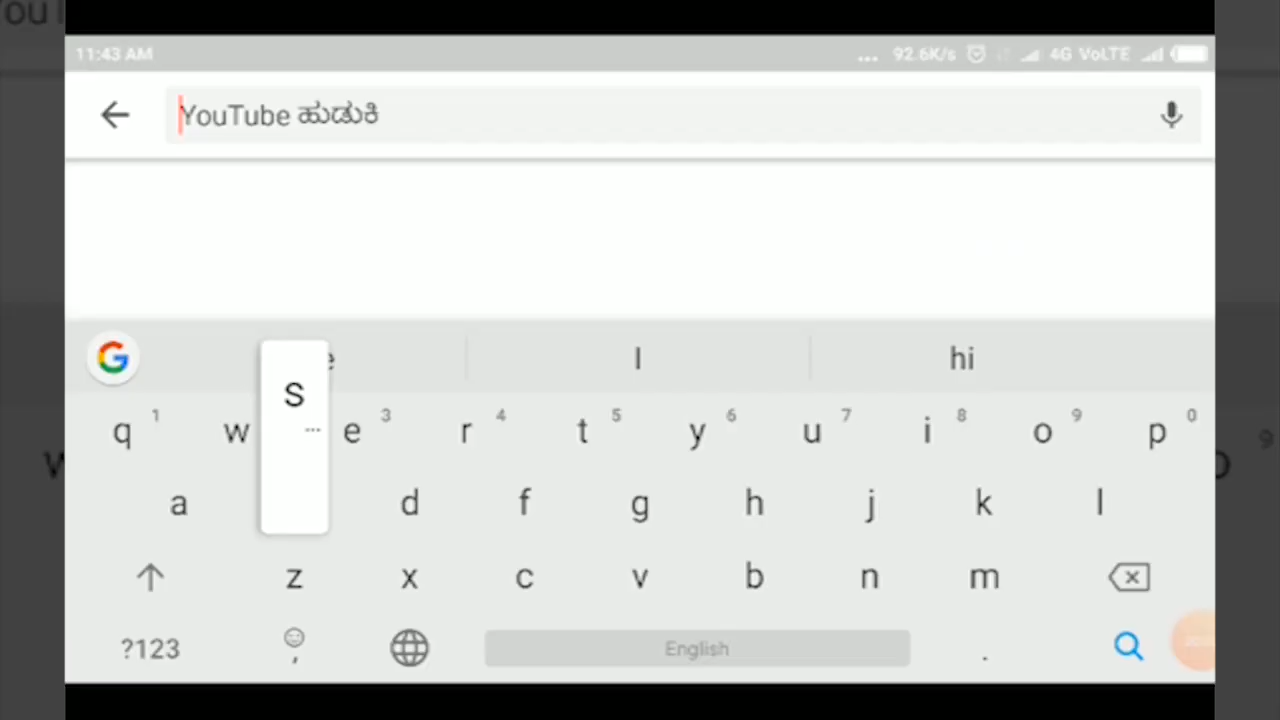 11:43 AM ... 92.6K/s 4G VoLTE
YouTube ಹುಡುಕಿ
I hi
q 1 w e 3 r 4 t 5 y 6 u 7 i 8 o 9 p 0
S ...
a d f g h j k l
z x c v b n m
?123 , English .